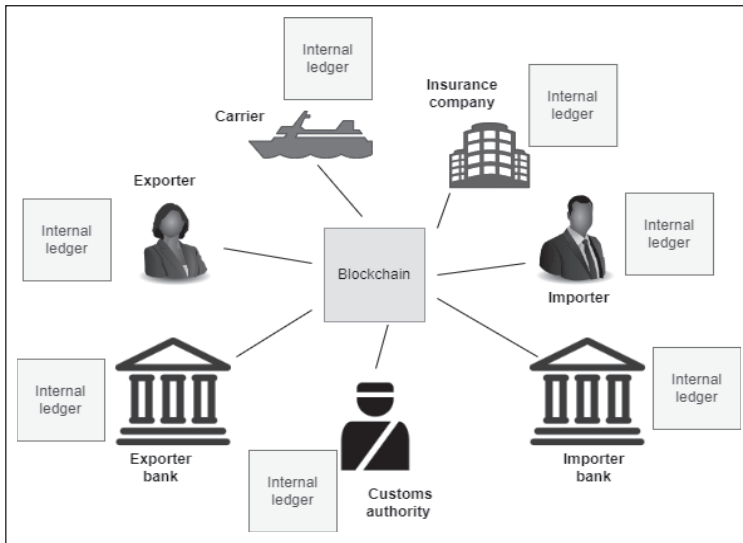 Internal
ledger
Carrier
Insurance
company
Internal
ledger
Exporter
Internal
ledger
Internal
ledger
Blockchain
Importer
Internal
ledger
Exporter
bank
Internal
ledger
Customs
authority
Internal
ledger
Importer
bank